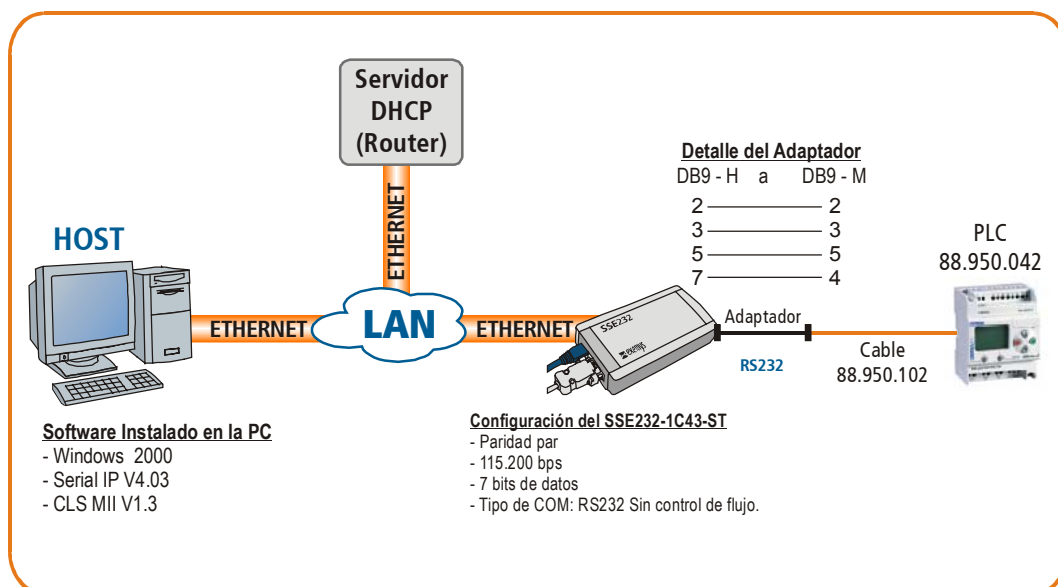 Servidor
DHCP
(Router)
ETHERNET
Detalle del Adaptador
DB9 - H a DB9 - M
2 2
3 3
5 5
7 4
HOST
ETHERNET
LAN
ETHERNET
SSE232
exemys
Adaptador
RS232
PLC
88.950.042
Cable
88.950.102
Software Instalado en la PC
- Windows 2000
- Serial IP V4.03
- CLS MII V1.3
Configuración del SSE232-1C43-ST
- Paridad par
- 115.200 bps
- 7 bits de datos
- Tipo de COM: RS232 Sin control de flujo.